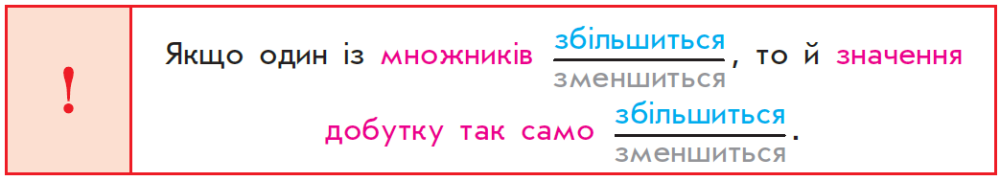 !
Якщо один із множників збільшиться/зменшиться, то й значення
добутку так само збільшиться/зменшиться.